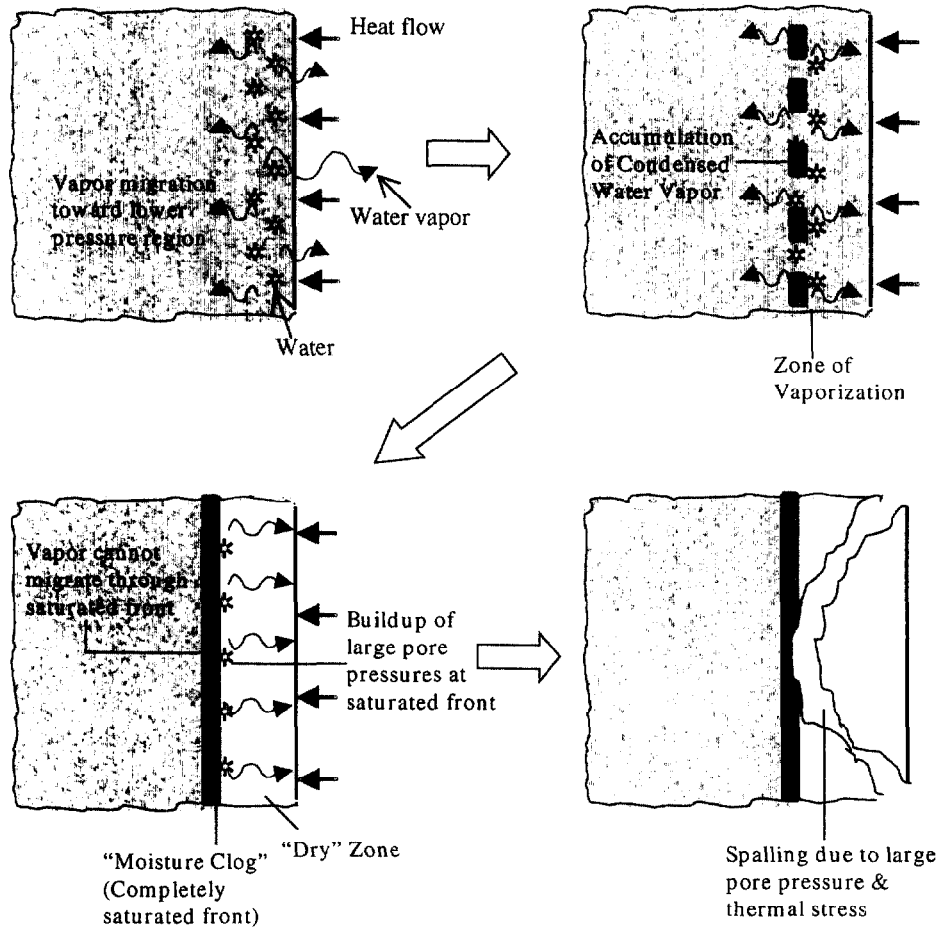 Heat flow
Vapor migration
toward lower
pressure region
Water vapor
Water
Accumulation
of Condensed
Water Vapor
Zone of
Vaporization
Vapor cannot
migrate through
saturated front
Buildup of
large pore
pressures at
saturated front
“Moisture Clog”
(Completely
saturated front)
“Dry” Zone
Spalling due to large
pore pressure &
thermal stress